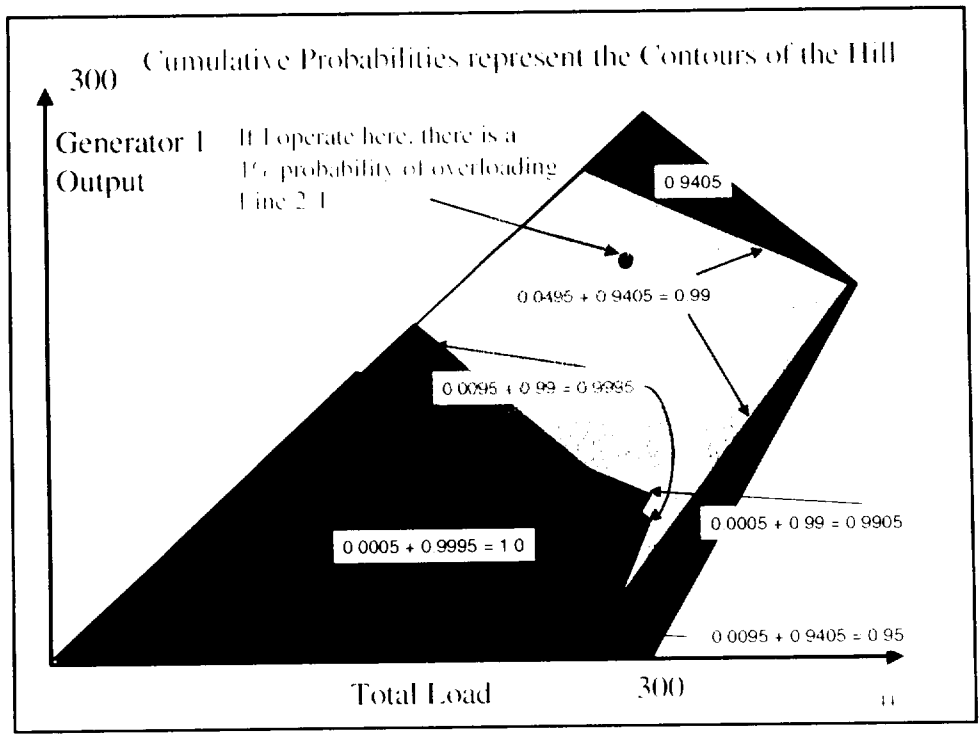 Cumulative Probabilities represent the Contours of the Hill
300
Generator 1
Output
If I operate here, there is a
1% probability of overloading
Line 2-1
0.9405
0.0495 + 0.9405 = 0.99
0.0095 + 0.99 = 0.9995
0.0005 + 0.99 = 0.9905
0.0005 + 0.9995 = 1.0
0.0095 + 0.9405 = 0.95
Total Load
300